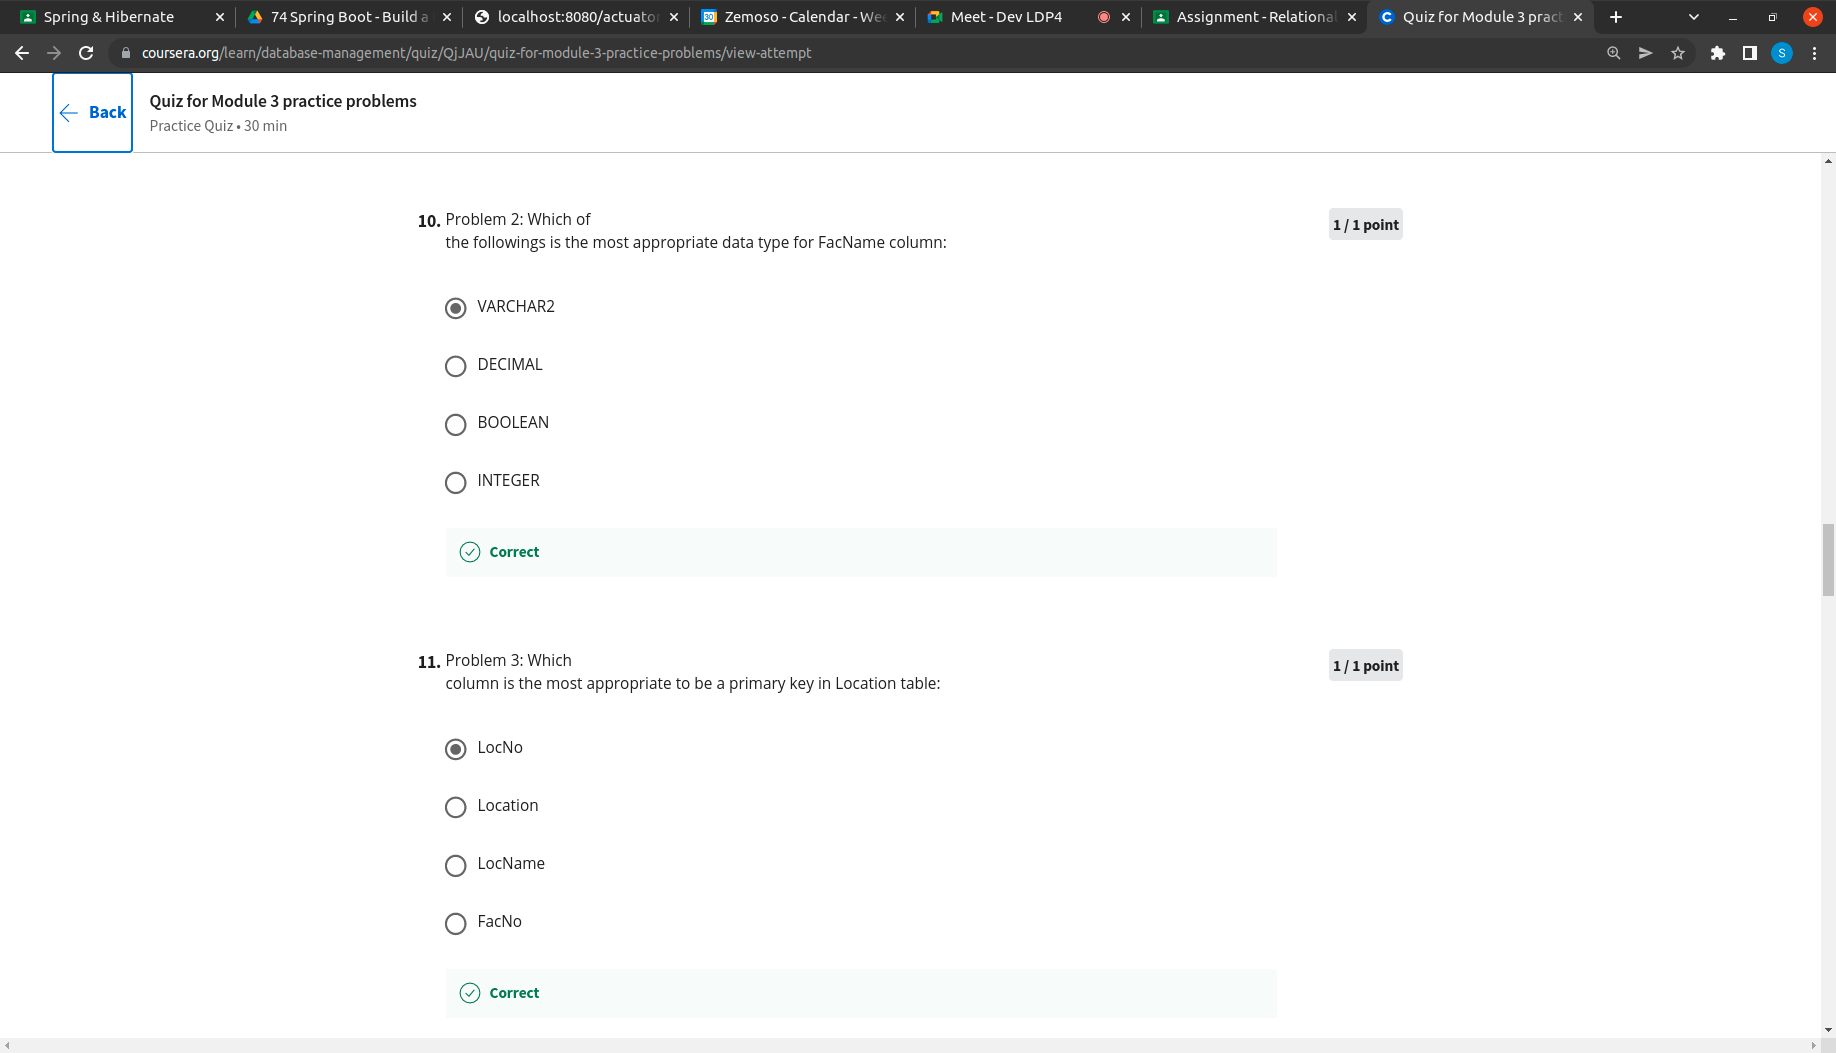 Spring & Hibernate
74 Spring Boot - Build a
localhost:8080/actuator
Zemoso - Calendar - We
Meet - Dev LDP4
Assignment - Relational
Quiz for Module 3 pract
coursera.org/learn/database-management/quiz/QjJAU/quiz-for-module-3-practice-problems/view-attempt
S
Back
Quiz for Module 3 practice problems
Practice Quiz • 30 min
10. Problem 2: Which of
the followings is the most appropriate data type for FacName column:
1 / 1 point
VARCHAR2
DECIMAL
BOOLEAN
INTEGER
Correct
11. Problem 3: Which
column is the most appropriate to be a primary key in Location table:
1 / 1 point
LocNo
Location
LocName
FacNo
Correct